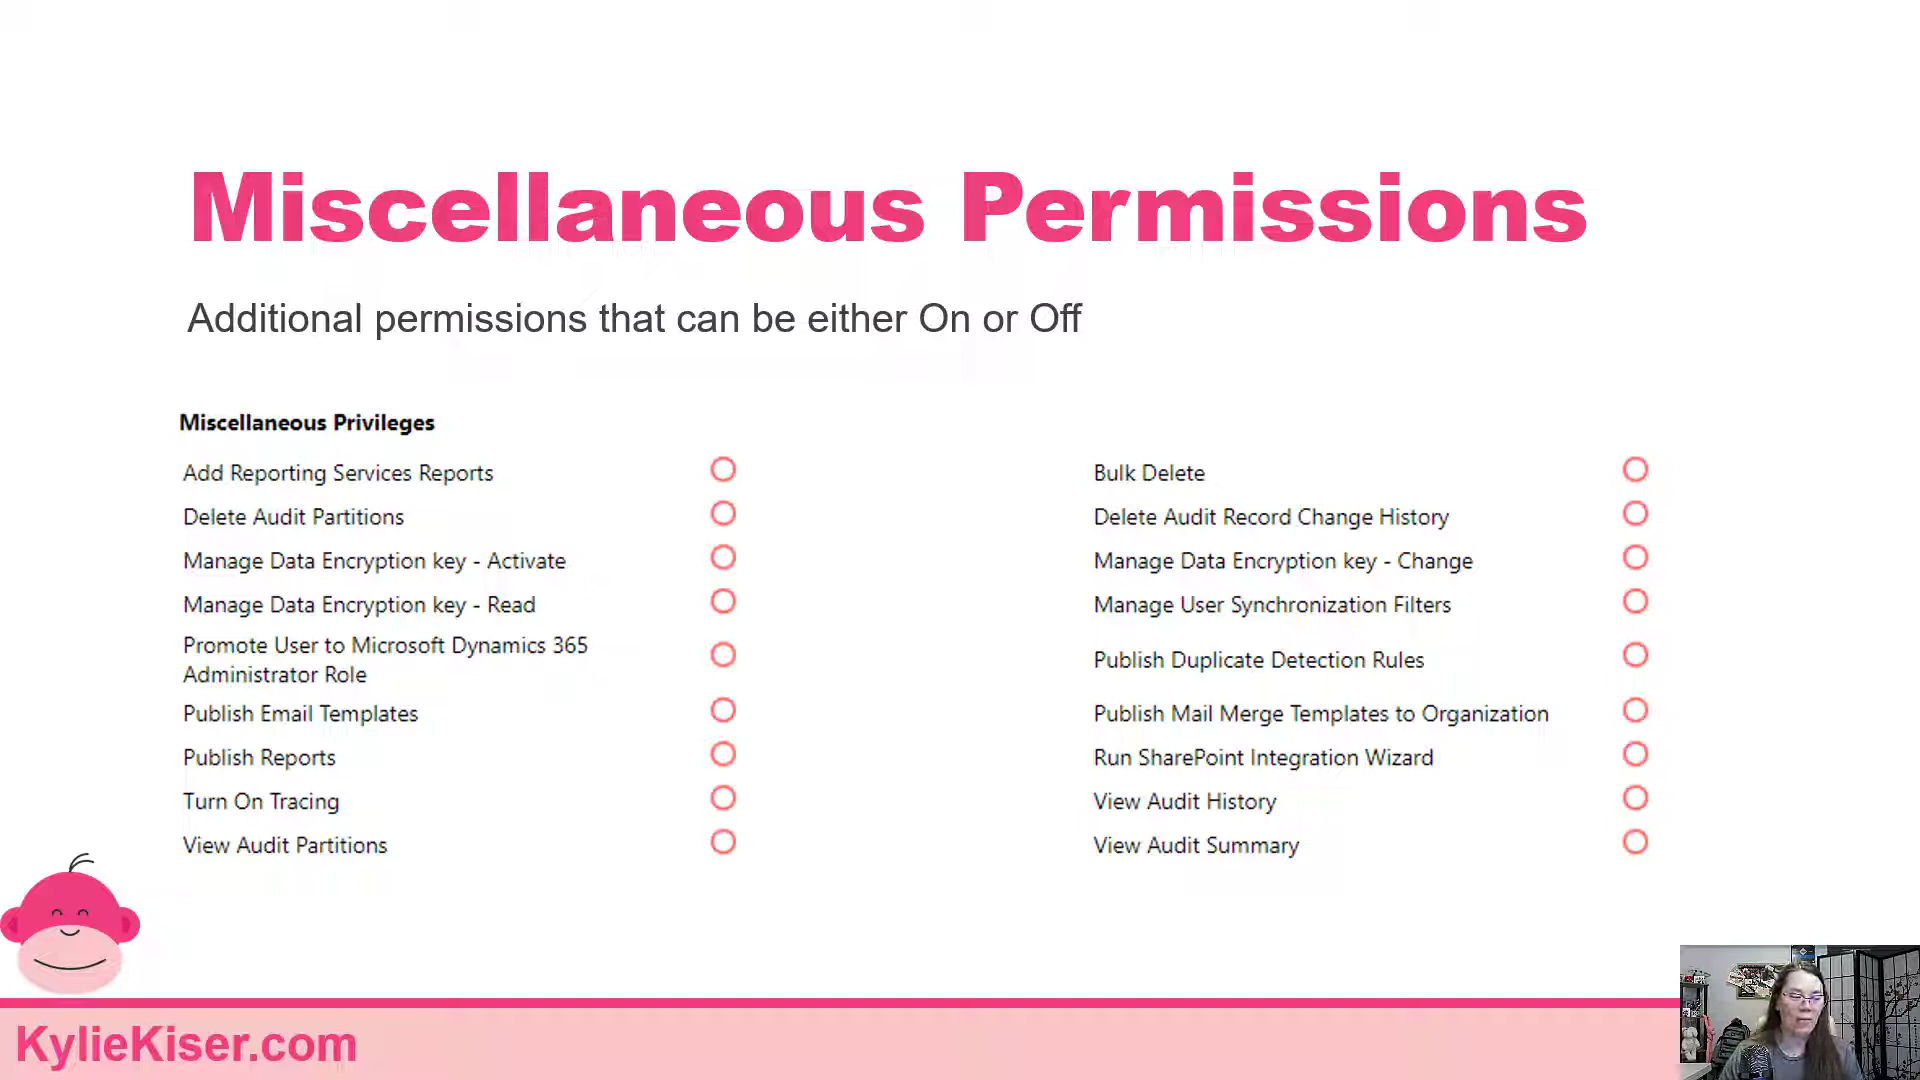 Miscellaneous Permissions
Additional permissions that can be either On or Off
Miscellaneous Privileges
Add Reporting Services Reports
Bulk Delete
Delete Audit Partitions
Delete Audit Record Change History
Manage Data Encryption key - Activate
Manage Data Encryption key - Change
Manage Data Encryption key - Read
Manage User Synchronization Filters
Promote User to Microsoft Dynamics 365
Administrator Role
Publish Duplicate Detection Rules
Publish Email Templates
Publish Mail Merge Templates to Organization
Publish Reports
Run SharePoint Integration Wizard
Turn On Tracing
View Audit History
View Audit Partitions
View Audit Summary
KylieKiser.com